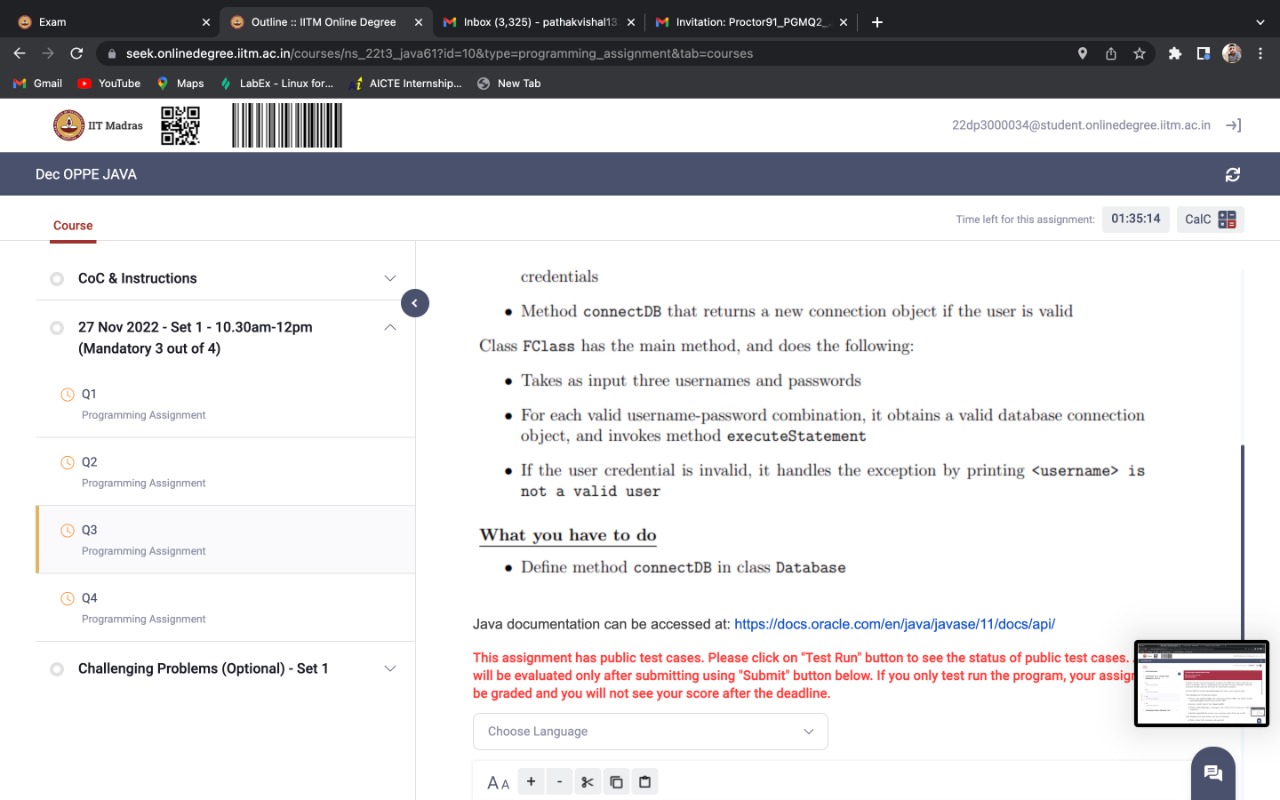 Exam
Outline :: IITM Online Degree
Inbox (3,325) - pathakvishal13
Invitation: Proctor91_PGMQ2_
seek.onlinedegree.iitm.ac.in/courses/ns_22t3_java61?id=10&type=programming_assignment&tab=courses
Gmail
YouTube
Maps
LabEx - Linux for...
AICTE Internship...
New Tab
IIT Madras
22dp3000034@student.onlinedegree.iitm.ac.in
Dec OPPE JAVA
Course
Time left for this assignment:
01:35:14
CalC
CoC & Instructions
27 Nov 2022 - Set 1 - 10.30am-12pm
(Mandatory 3 out of 4)
Q1
Programming Assignment
Q2
Programming Assignment
Q3
Programming Assignment
Q4
Programming Assignment
Challenging Problems (Optional) - Set 1
credentials
• Method connectDB that returns a new connection object if the user is valid
Class FClass has the main method, and does the following:
• Takes as input three usernames and passwords
• For each valid username-password combination, it obtains a valid database connection
object, and invokes method executeStatement
• If the user credential is invalid, it handles the exception by printing <username> is
not a valid user
What you have to do
• Define method connectDB in class Database
Java documentation can be accessed at: https://docs.oracle.com/en/java/javase/11/docs/api/
This assignment has public test cases. Please click on "Test Run" button to see the status of public test cases.
will be evaluated only after submitting using "Submit" button below. If you only test run the program, your assig
be graded and you will not see your score after the deadline.
Choose Language
A A + -